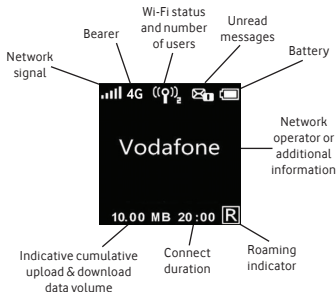 Wi-Fi status
and number
of users
Unread
messages
Bearer
Battery
Network
signal
4G
2
Vodafone
Network
operator or
additional
information
10.00 MB 20:00 R
Indicative cumulative
upload & download
data volume
Connect
duration
Roaming
indicator